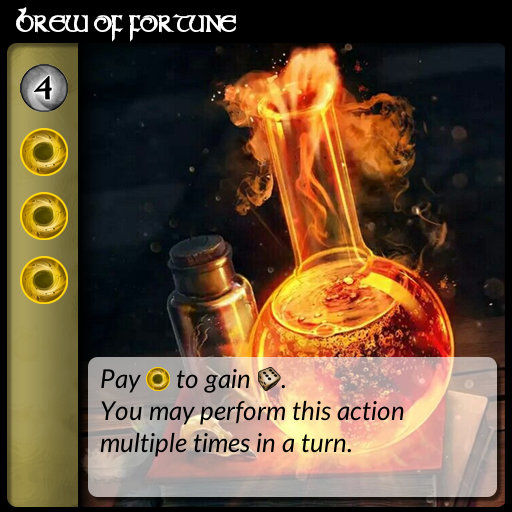 Brew of Fortune
4
Pay to gain .
You may perform this action
multiple times in a turn.